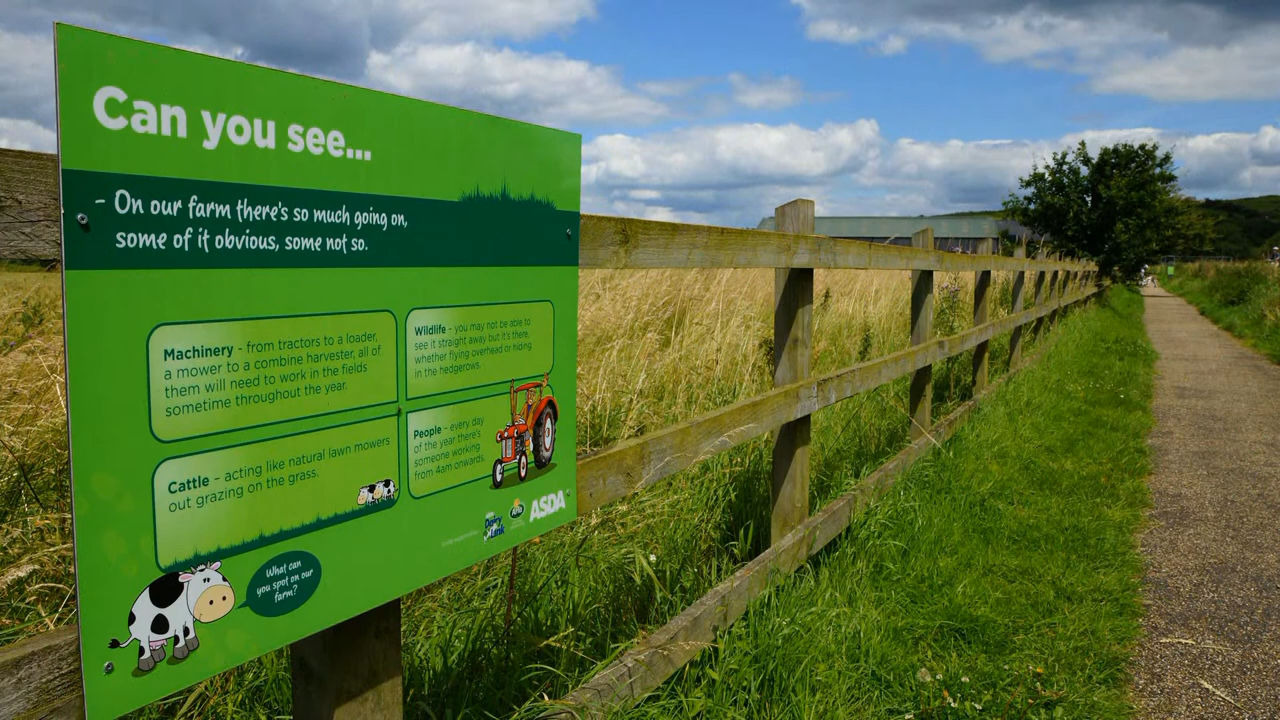 Can you see...
- On our farm there's so much going on,
some of it obvious, some not so.
Machinery - from tractors to a loader,
a mower to a combine harvester, all of
them will need to work in the fields
sometime throughout the year.
Wildlife - you may not be able to
see it straight away but it's there,
whether flying overhead or hiding
in the hedgerows.
Cattle - acting like natural lawn mowers
out grazing on the grass.
People - every day
of the year there's
someone working
from 4am onwards.
What can
you spot on our
farm?
Dairy
Link
ASDA